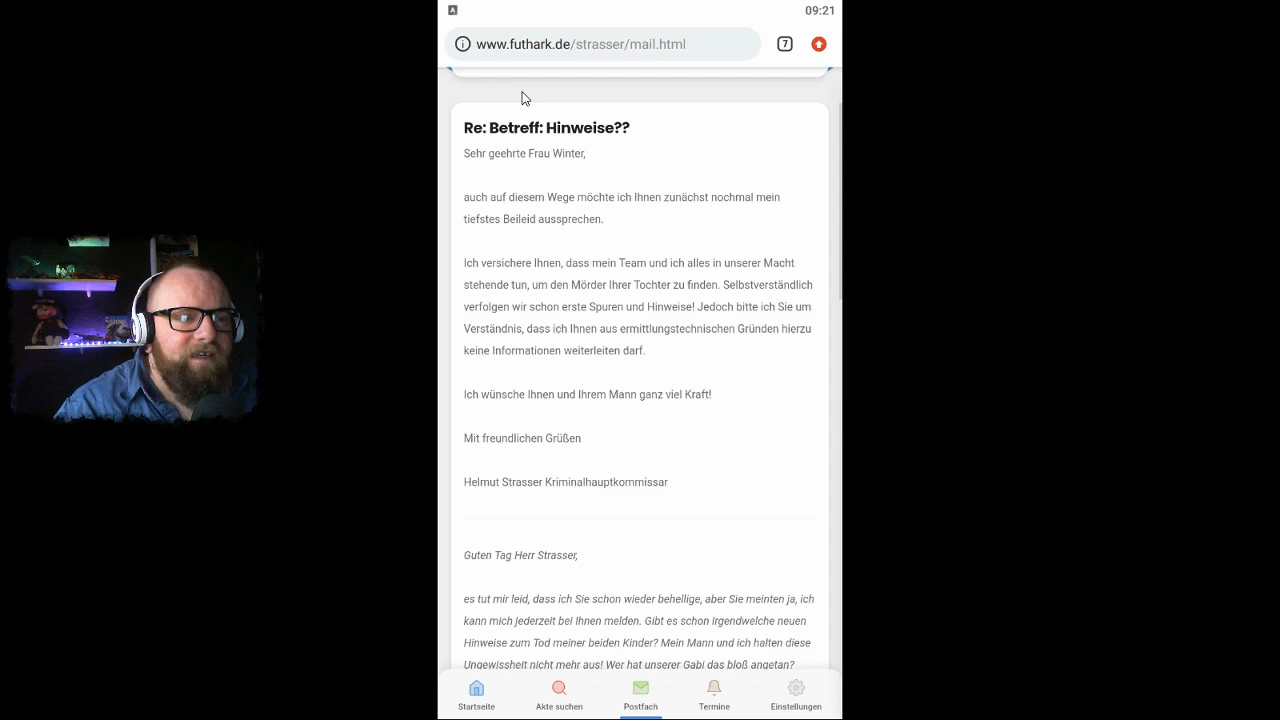 09:21
www.futhark.de/strasser/mail.html
7
Re: Betreff: Hinweise??
Sehr geehrte Frau Winter,
auch auf diesem Wege möchte ich Ihnen zunächst nochmal mein
tiefstes Beileid aussprechen.
Ich versichere Ihnen, dass mein Team und ich alles in unserer Macht
stehende tun, um den Mörder Ihrer Tochter zu finden. Selbstverständlich
verfolgen wir schon erste Spuren und Hinweise! Jedoch bitte ich Sie um
Verständnis, dass ich Ihnen aus ermittlungstechnischen Gründen hierzu
keine Informationen weiterleiten darf.
Ich wünsche Ihnen und Ihrem Mann ganz viel Kraft!
Mit freundlichen Grüßen
Helmut Strasser Kriminalhauptkommissar
Guten Tag Herr Strasser,
es tut mir leid, dass ich Sie schon wieder behellige, aber Sie meinten ja, ich
kann mich jederzeit bei Ihnen melden. Gibt es schon irgendwelche neuen
Hinweise zum Tod meiner beiden Kinder? Mein Mann und ich halten diese
Ungewissheit nicht mehr aus! Wer hat unserer Gabi das bloß angetan?
Startseite Akte suchen Postfach Termine Einstellungen